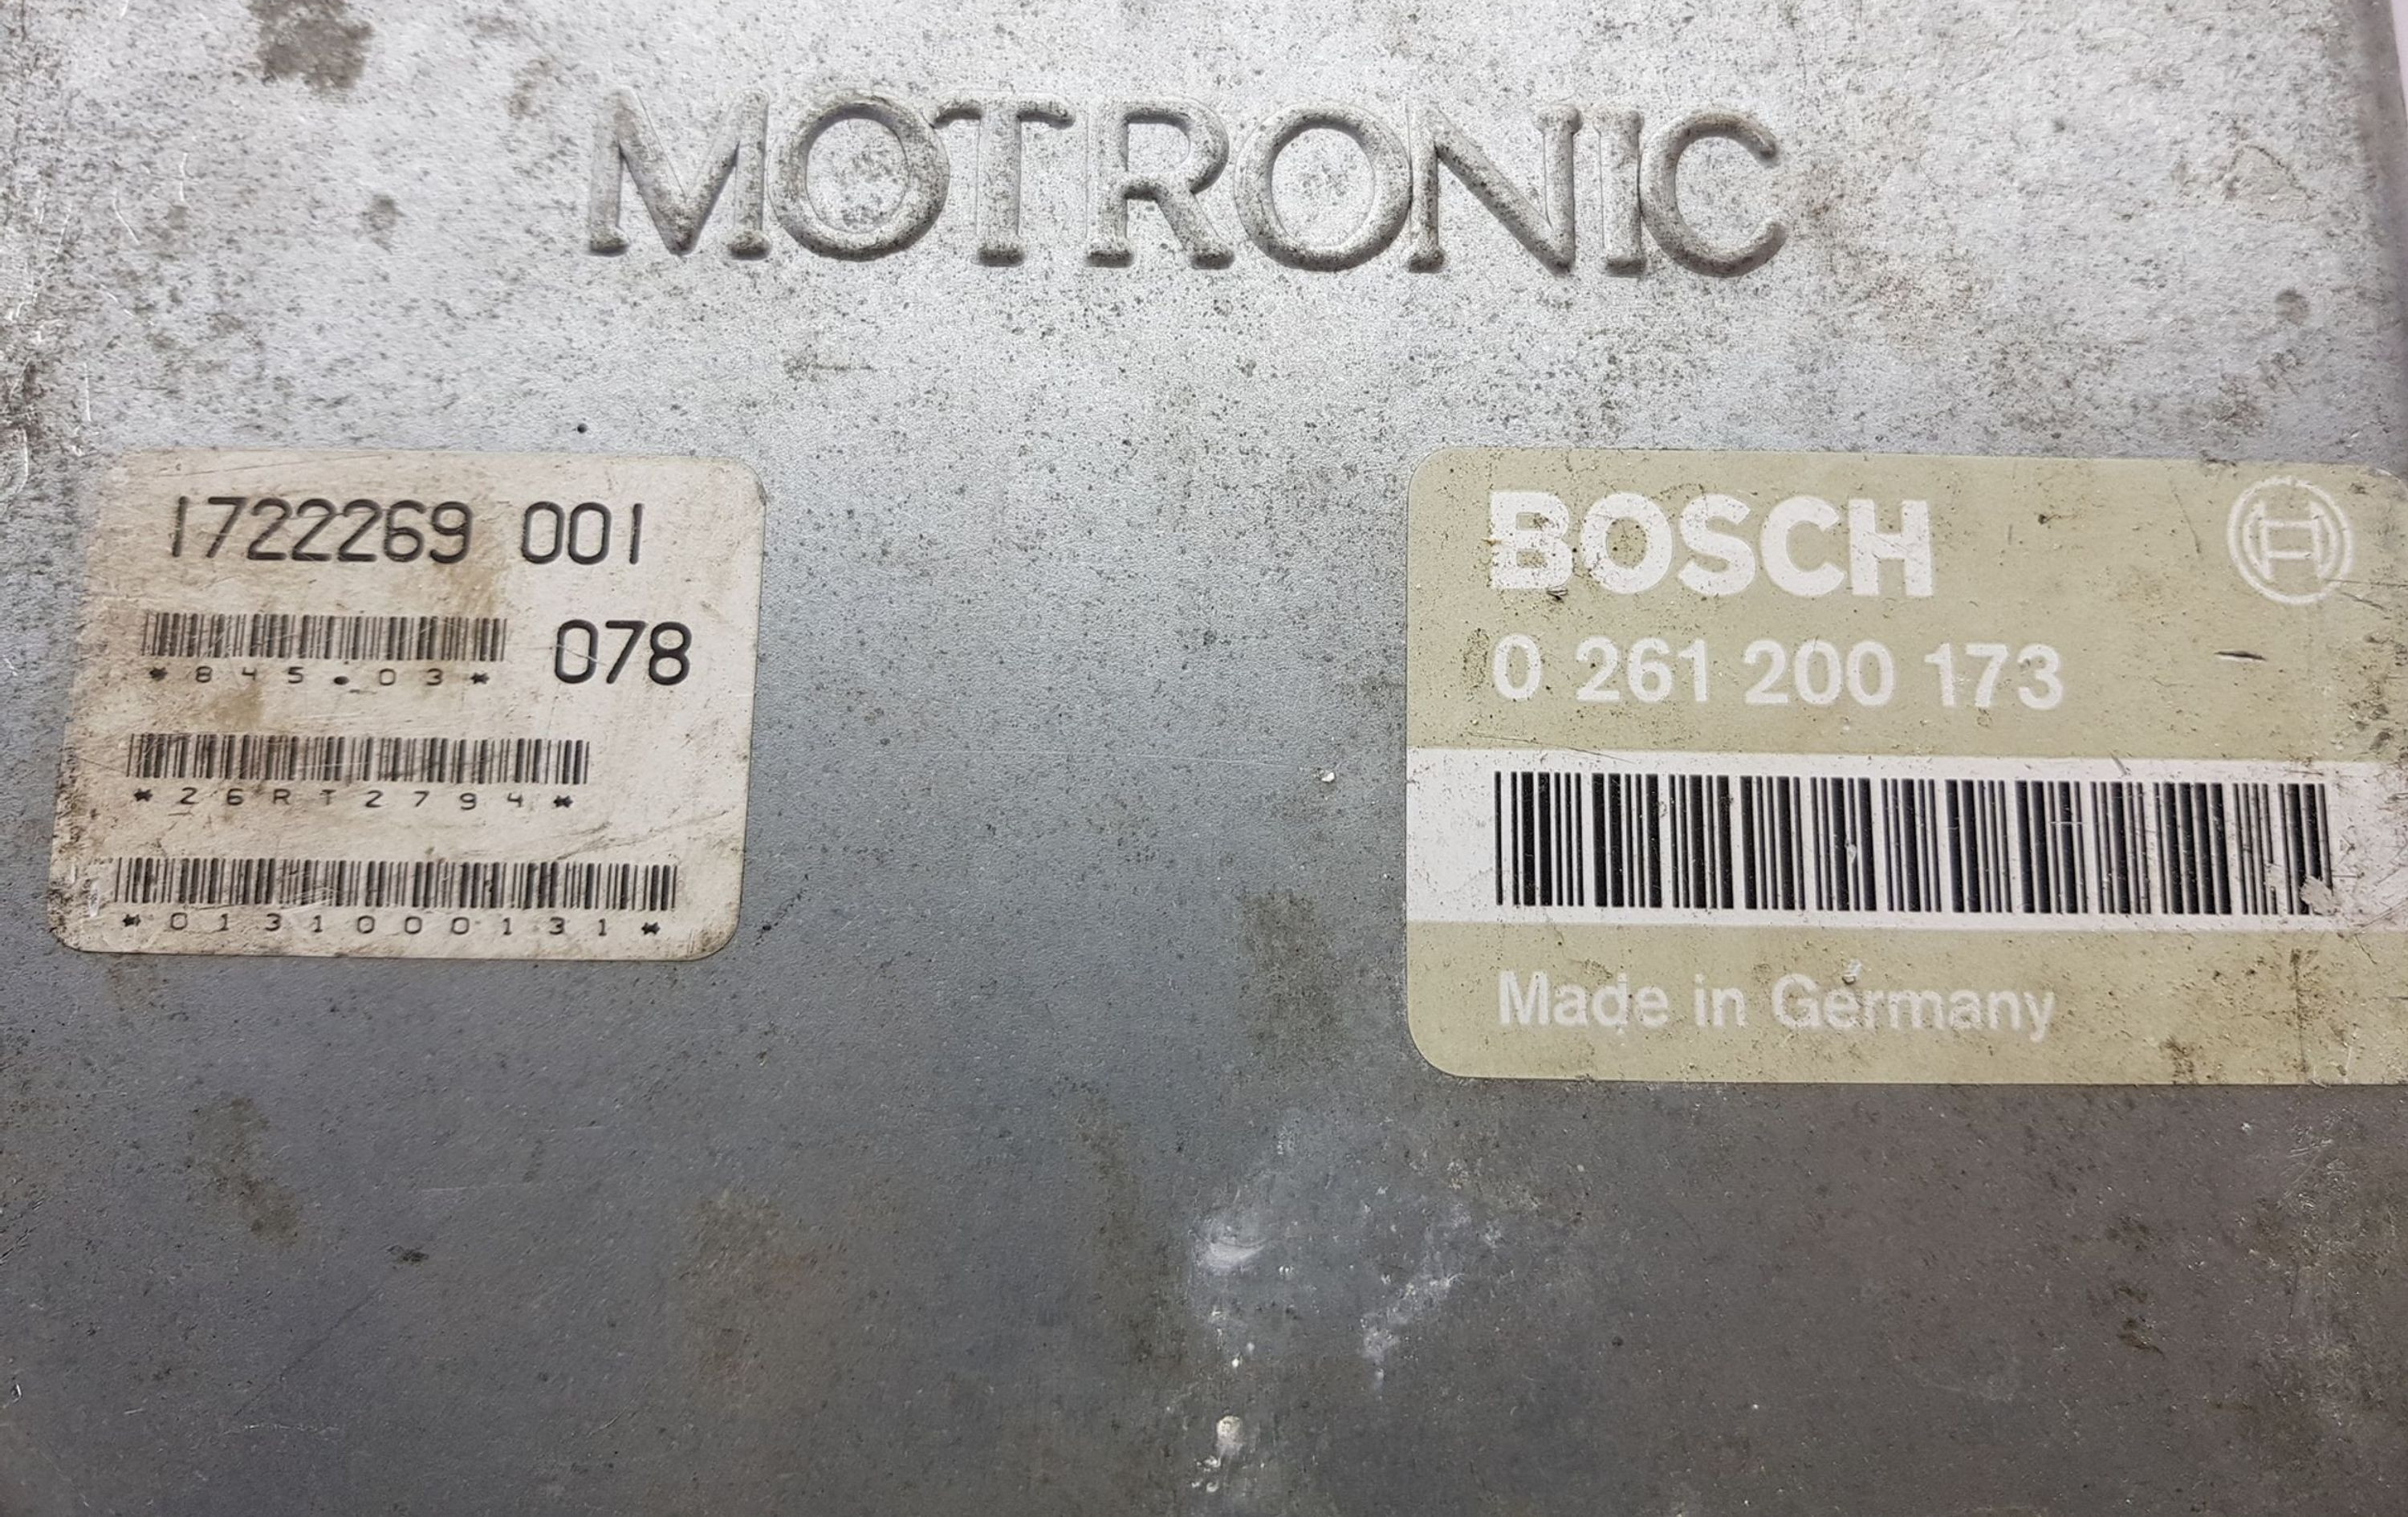 MOTRONIC
1722269 001
*845.03* 078
*26RT2794*
*0131000131*
BOSCH
0 261 200 173
Made in Germany